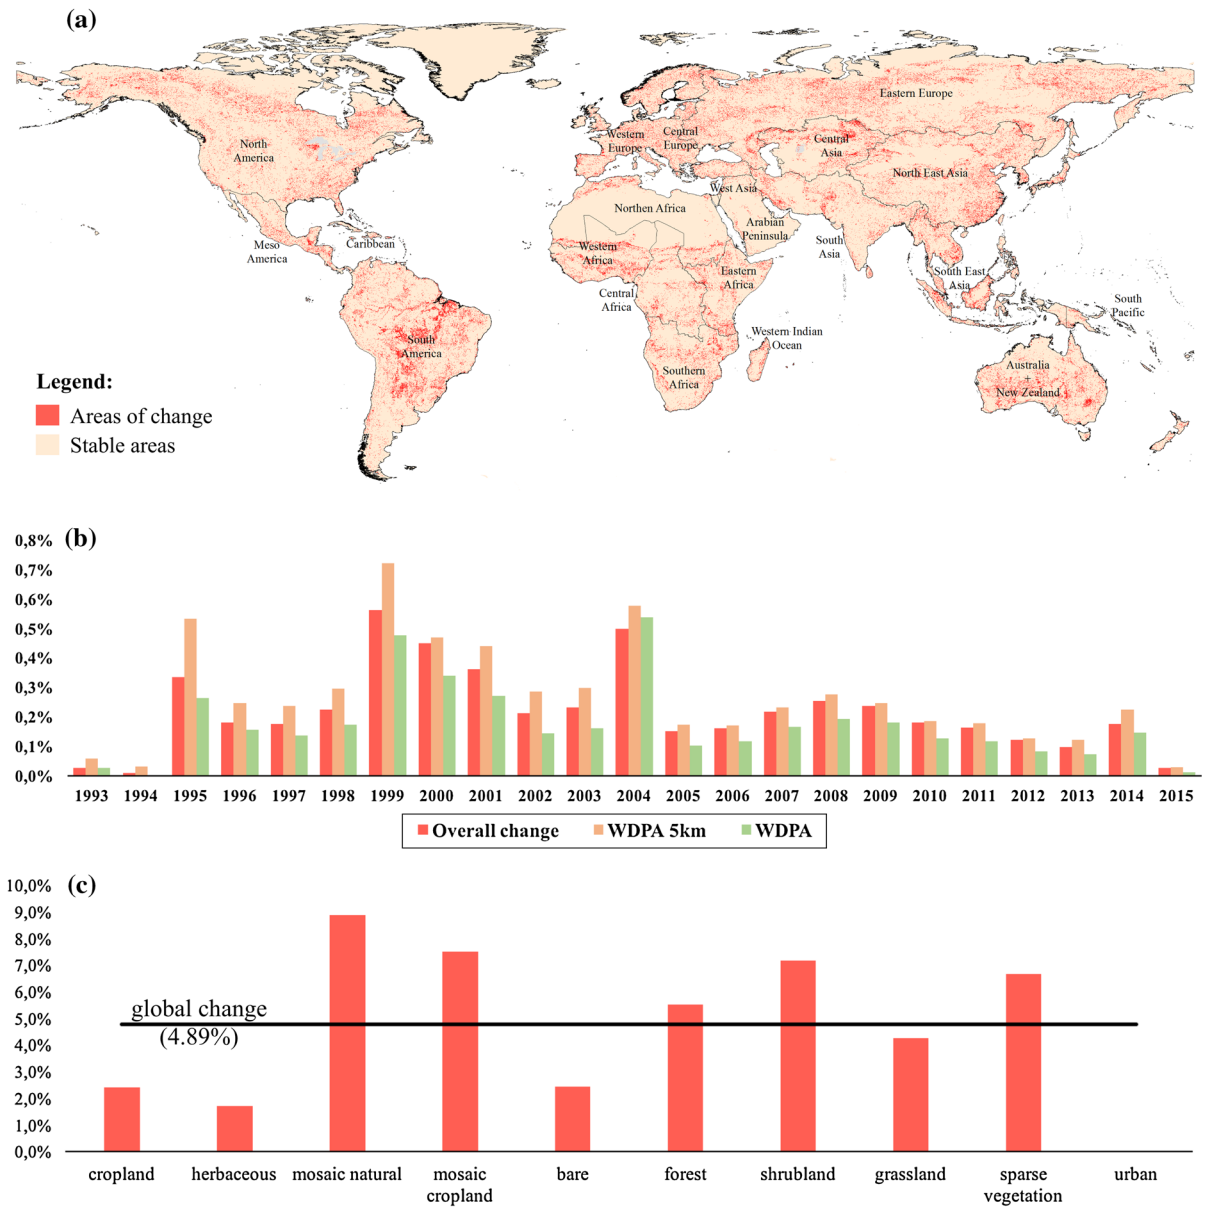 (a)
Eastern Europe
Western
Europe
Central
Europe
Central
Asia
North
America
North East Asia
West Asia
Northen Africa
Arabian
Peninsula
Meso
America
Caribbean
Western
Africa
South
Asia
Eastern
Africa
South East
Asia
Central
Africa
South
Pacific
Western Indian
Ocean
South
America
Southern
Africa
Australia
+
New Zealand
Legend:
Areas of change
Stable areas
(b)
0,8%
0,7%
0,6%
0,5%
0,4%
0,3%
0,2%
0,1%
0,0%
1993 1994 1995 1996 1997 1998 1999 2000 2001 2002 2003 2004 2005 2006 2007 2008 2009 2010 2011 2012 2013 2014 2015
Overall change WDPA 5km WDPA
(c)
10,0%
9,0%
8,0%
7,0%
6,0%
5,0%
4,0%
3,0%
2,0%
1,0%
0,0%
global change
(4.89%)
cropland herbaceous mosaic natural mosaic bare forest shrubland grassland sparse urban
cropland vegetation